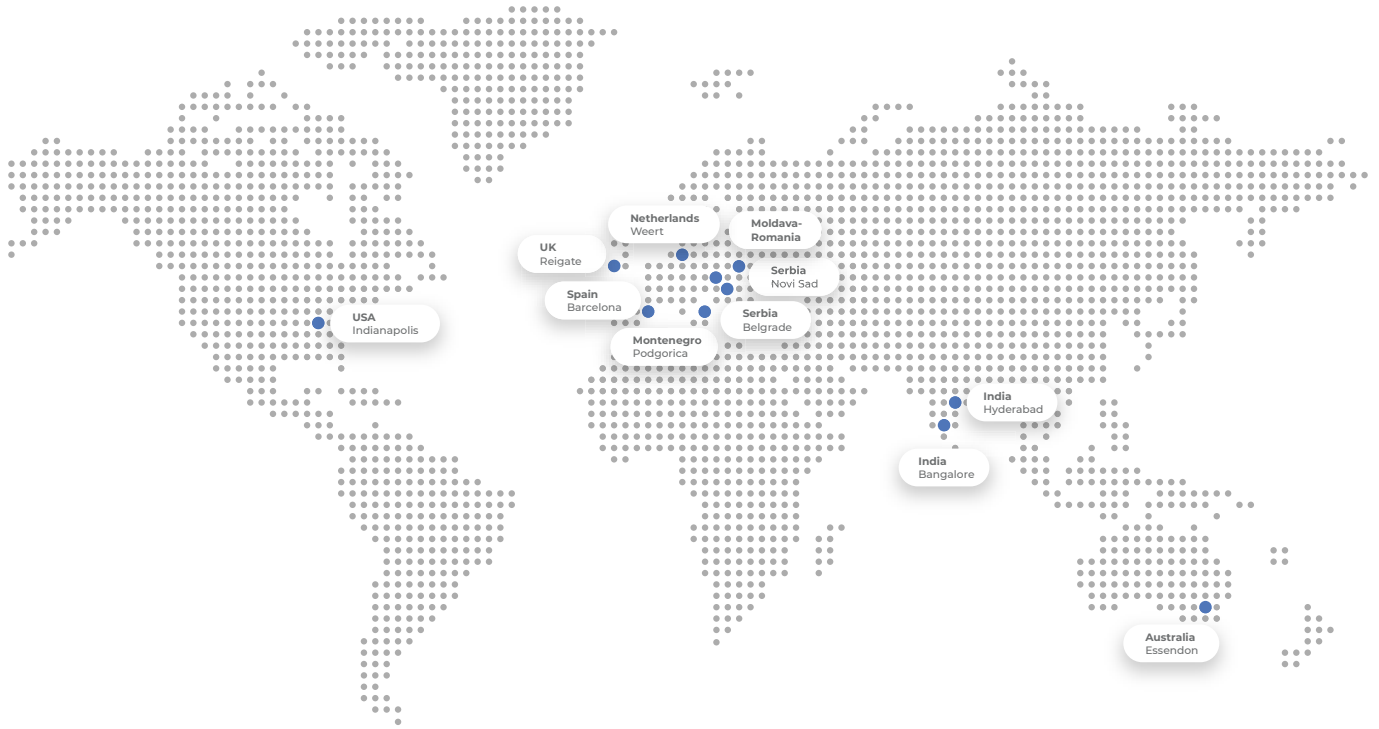 Netherlands
Weert
Moldava-
Romania
UK
Reigate
Serbia
Novi Sad
Spain
Barcelona
USA
Indianapolis
Serbia
Belgrade
Montenegro
Podgorica
India
Hyderabad
India
Bangalore
Australia
Essendon